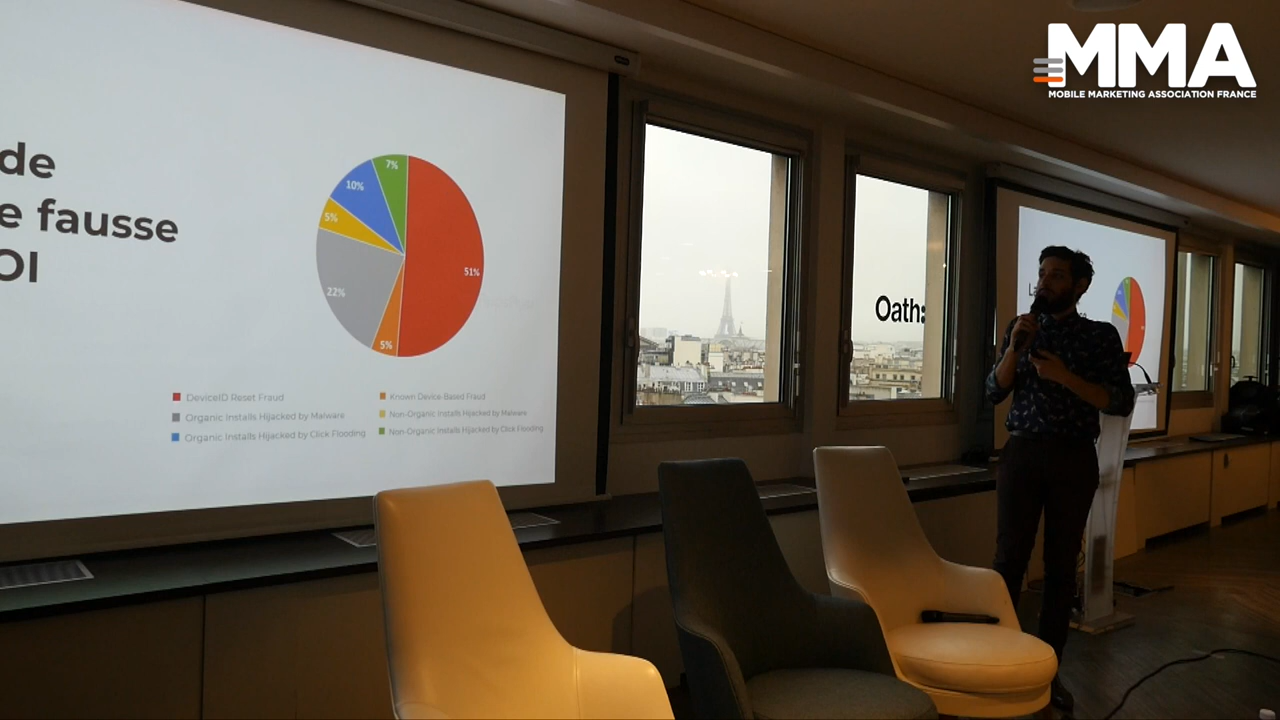 MMA
MOBILE MARKETING ASSOCIATION FRANCE
de
e fausse
OI
7%
10%
5%
51%
22%
5%
DeviceID Reset Fraud
Known Device-Based Fraud
Organic Installs Hijacked by Malware
Non-Organic Installs Hijacked by Malware
Organic Installs Hijacked by Click Flooding
Non-Organic Installs Hijacked by Click Flooding
Oath: